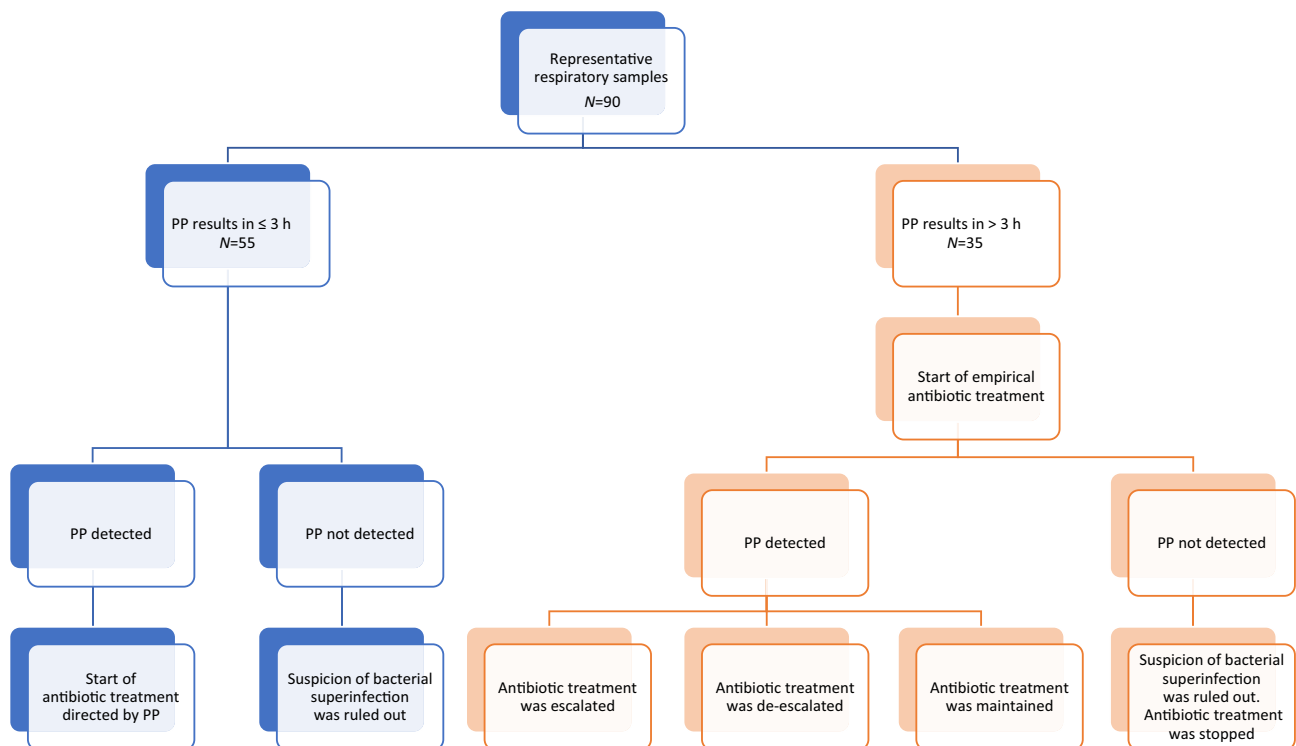 Representative
respiratory samples
N=90
PP results in ≤ 3 h
N=55
PP results in > 3 h
N=35
Start of empirical
antibiotic treatment
PP detected
PP not detected
PP detected
PP not detected
Start of
antibiotic treatment
directed by PP
Suspicion of bacterial
superinfection
was ruled out
Antibiotic treatment
was escalated
Antibiotic treatment
was de-escalated
Antibiotic treatment
was maintained
Suspicion of bacterial
superinfection
was ruled out.
Antibiotic treatment
was stopped